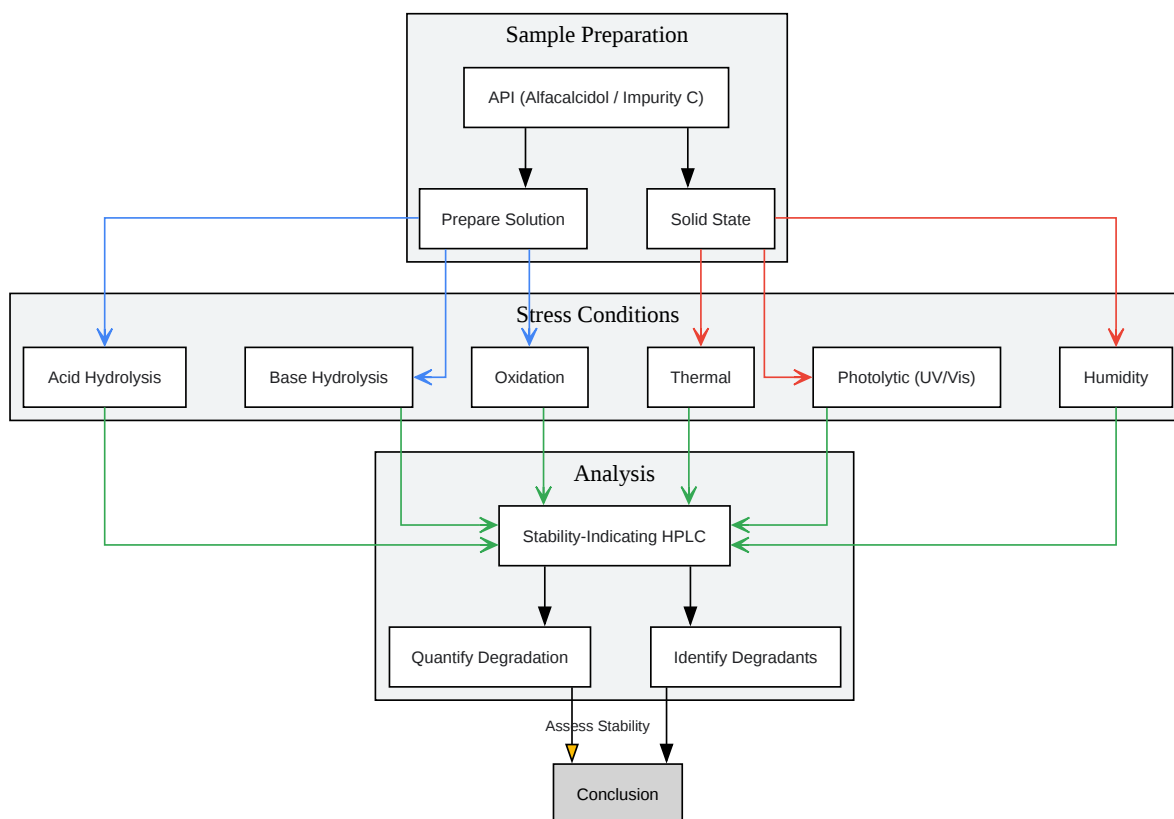 Sample Preparation
API (Alfacalcidol / Impurity C)
Prepare Solution
Solid State
Stress Conditions
Acid Hydrolysis
Base Hydrolysis
Oxidation
Thermal
Photolytic (UV/Vis)
Humidity
Analysis
Stability-Indicating HPLC
Quantify Degradation
Identify Degradants
Assess Stability
Conclusion